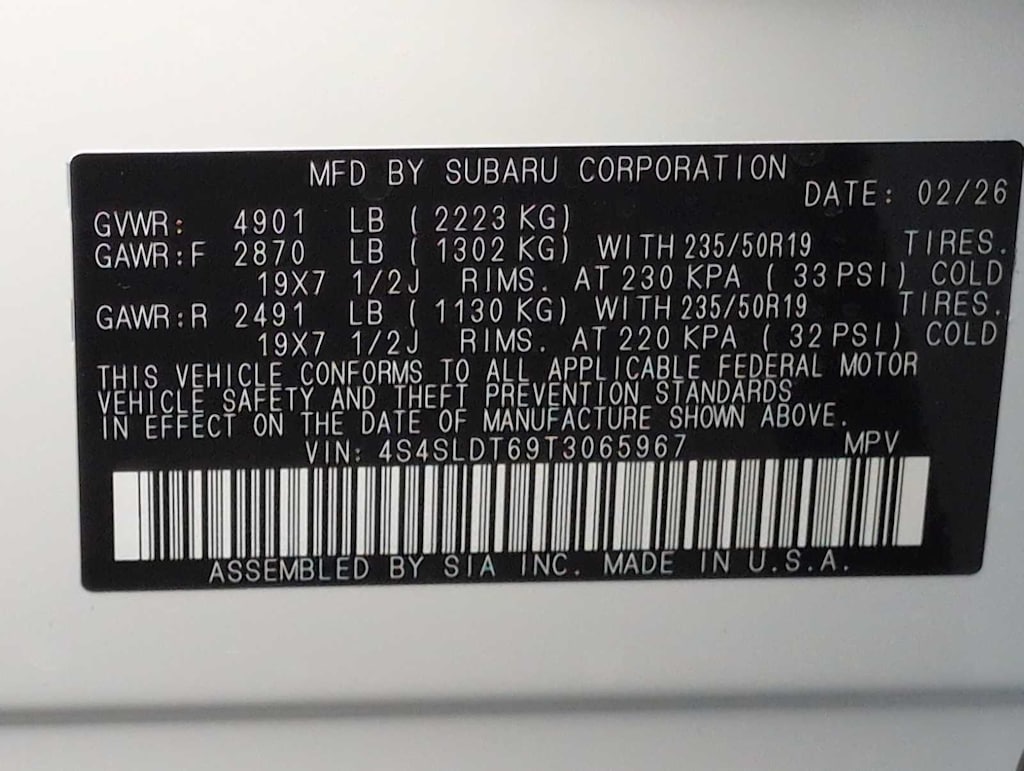 MFD BY SUBARU CORPORATION
DATE: 02/26
GVWR: 4901 LB ( 2223 KG)
GAWR:F 2870 LB ( 1302 KG) WITH 235/50R19 TIRES.
19X7 1/2J RIMS. AT 230 KPA ( 33 PSI) COLD
GAWR:R 2491 LB ( 1130 KG) WITH 235/50R19 TIRES.
19X7 1/2J RIMS. AT 220 KPA ( 32 PSI) COLD
THIS VEHICLE CONFORMS TO ALL APPLICABLE FEDERAL MOTOR
VEHICLE SAFETY AND THEFT PREVENTION STANDARDS
IN EFFECT ON THE DATE OF MANUFACTURE SHOWN ABOVE.
VIN: 4S4SLDT69T3065967 MPV
ASSEMBLED BY SIA INC. MADE IN U.S.A.